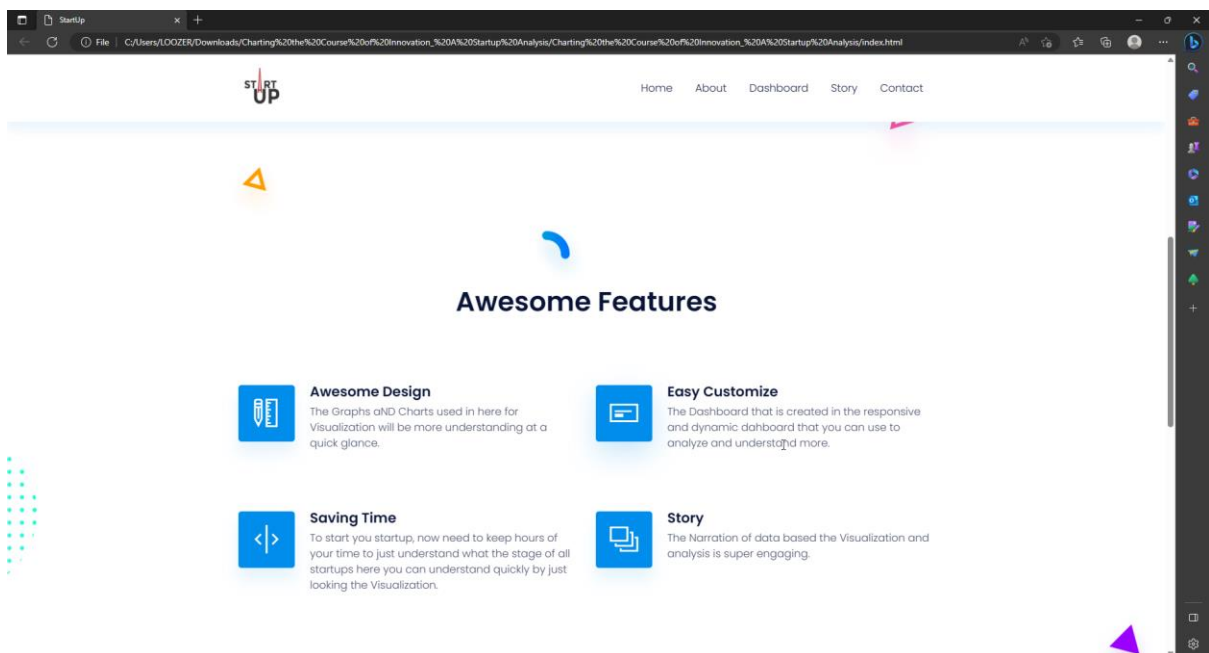 StartUp
File C:/Users/LOOZER/Downloads/Charting%20the%20Course%20of%20Innovation_%20A%20Startup%20Analysis/Charting%20the%20Course%20of%20Innovation_%20A%20Startup%20Analysis/index.html
START
UP
Home About Dashboard Story Contact
Awesome Features
Awesome Design
The Graphs aND Charts used in here for
Visualization will be more understanding at a
quick glance.
Easy Customize
The Dashboard that is created in the responsive
and dynamic dahboard that you can use to
analyze and understand more.
Saving Time
To start you startup, now need to keep hours of
your time to just understand what the stage of all
startups here you can understand quickly by just
looking the Visualization.
Story
The Narration of data based the Visualization and
analysis is super engaging.